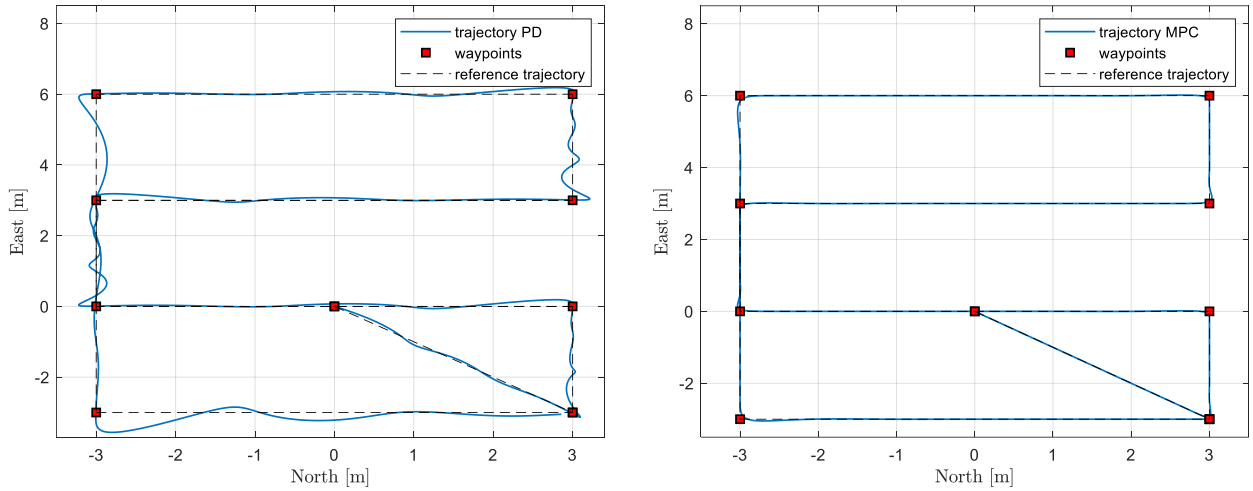 trajectory PD
waypoints
reference trajectory
8
6
4
2
0
-2
East [m]
-3 -2 -1 0 1 2 3
North [m]
trajectory MPC
waypoints
reference trajectory
8
6
4
2
0
-2
East [m]
-3 -2 -1 0 1 2 3
North [m]